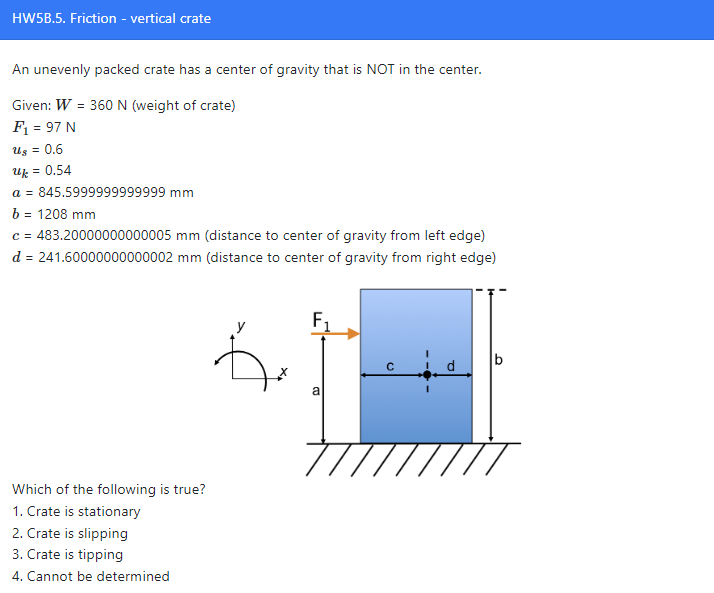 HW5B.5. Friction - vertical crate
An unevenly packed crate has a center of gravity that is NOT in the center.
Given: W = 360 N (weight of crate)
F₁ = 97 N
uₛ = 0.6
uₖ = 0.54
a = 845.5999999999999 mm
b = 1208 mm
c = 483.20000000000005 mm (distance to center of gravity from left edge)
d = 241.60000000000002 mm (distance to center of gravity from right edge)
y
F₁
x
c
d
b
a
Which of the following is true?
1. Crate is stationary
2. Crate is slipping
3. Crate is tipping
4. Cannot be determined